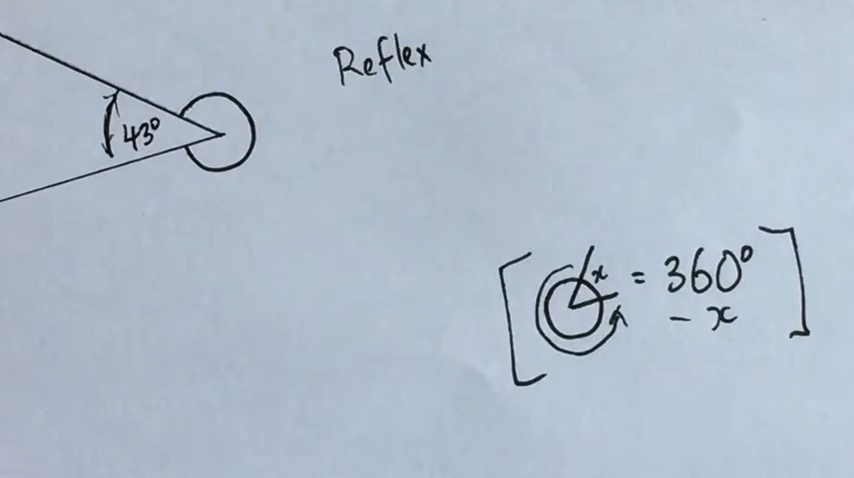 Reflex
43°
x = 360°
- x